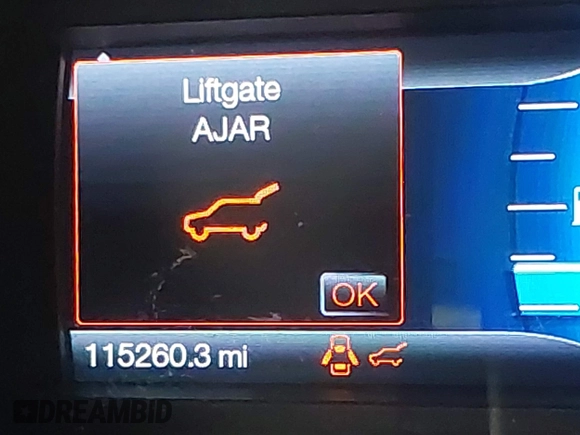 Liftgate
AJAR
OK
115260.3 mi
DREAMBID